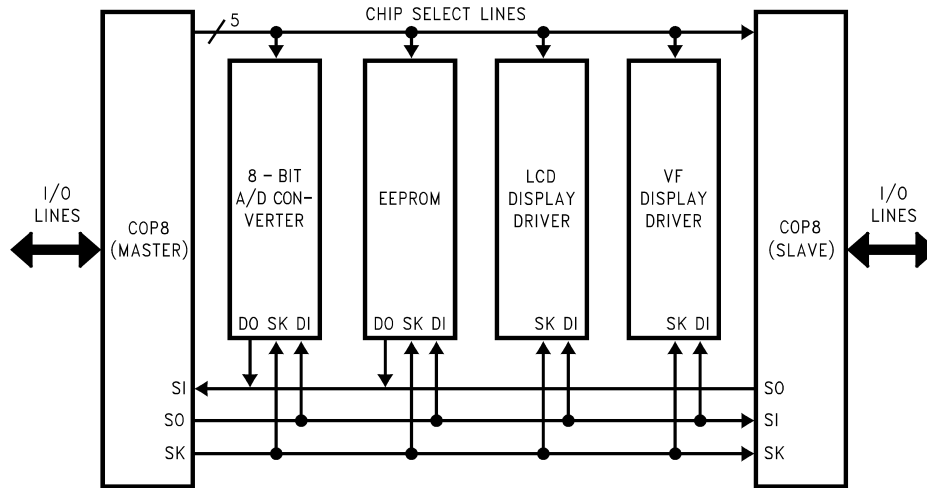 CHIP SELECT LINES
5
8 - BIT
A/D CON-
VERTER
EEPROM
LCD
DISPLAY
DRIVER
VF
DISPLAY
DRIVER
I/O
LINES
COP8
(MASTER)
COP8
(SLAVE)
I/O
LINES
DO SK DI
DO SK DI
SK DI
SK DI
SI
SO
SO
SI
SK
SK